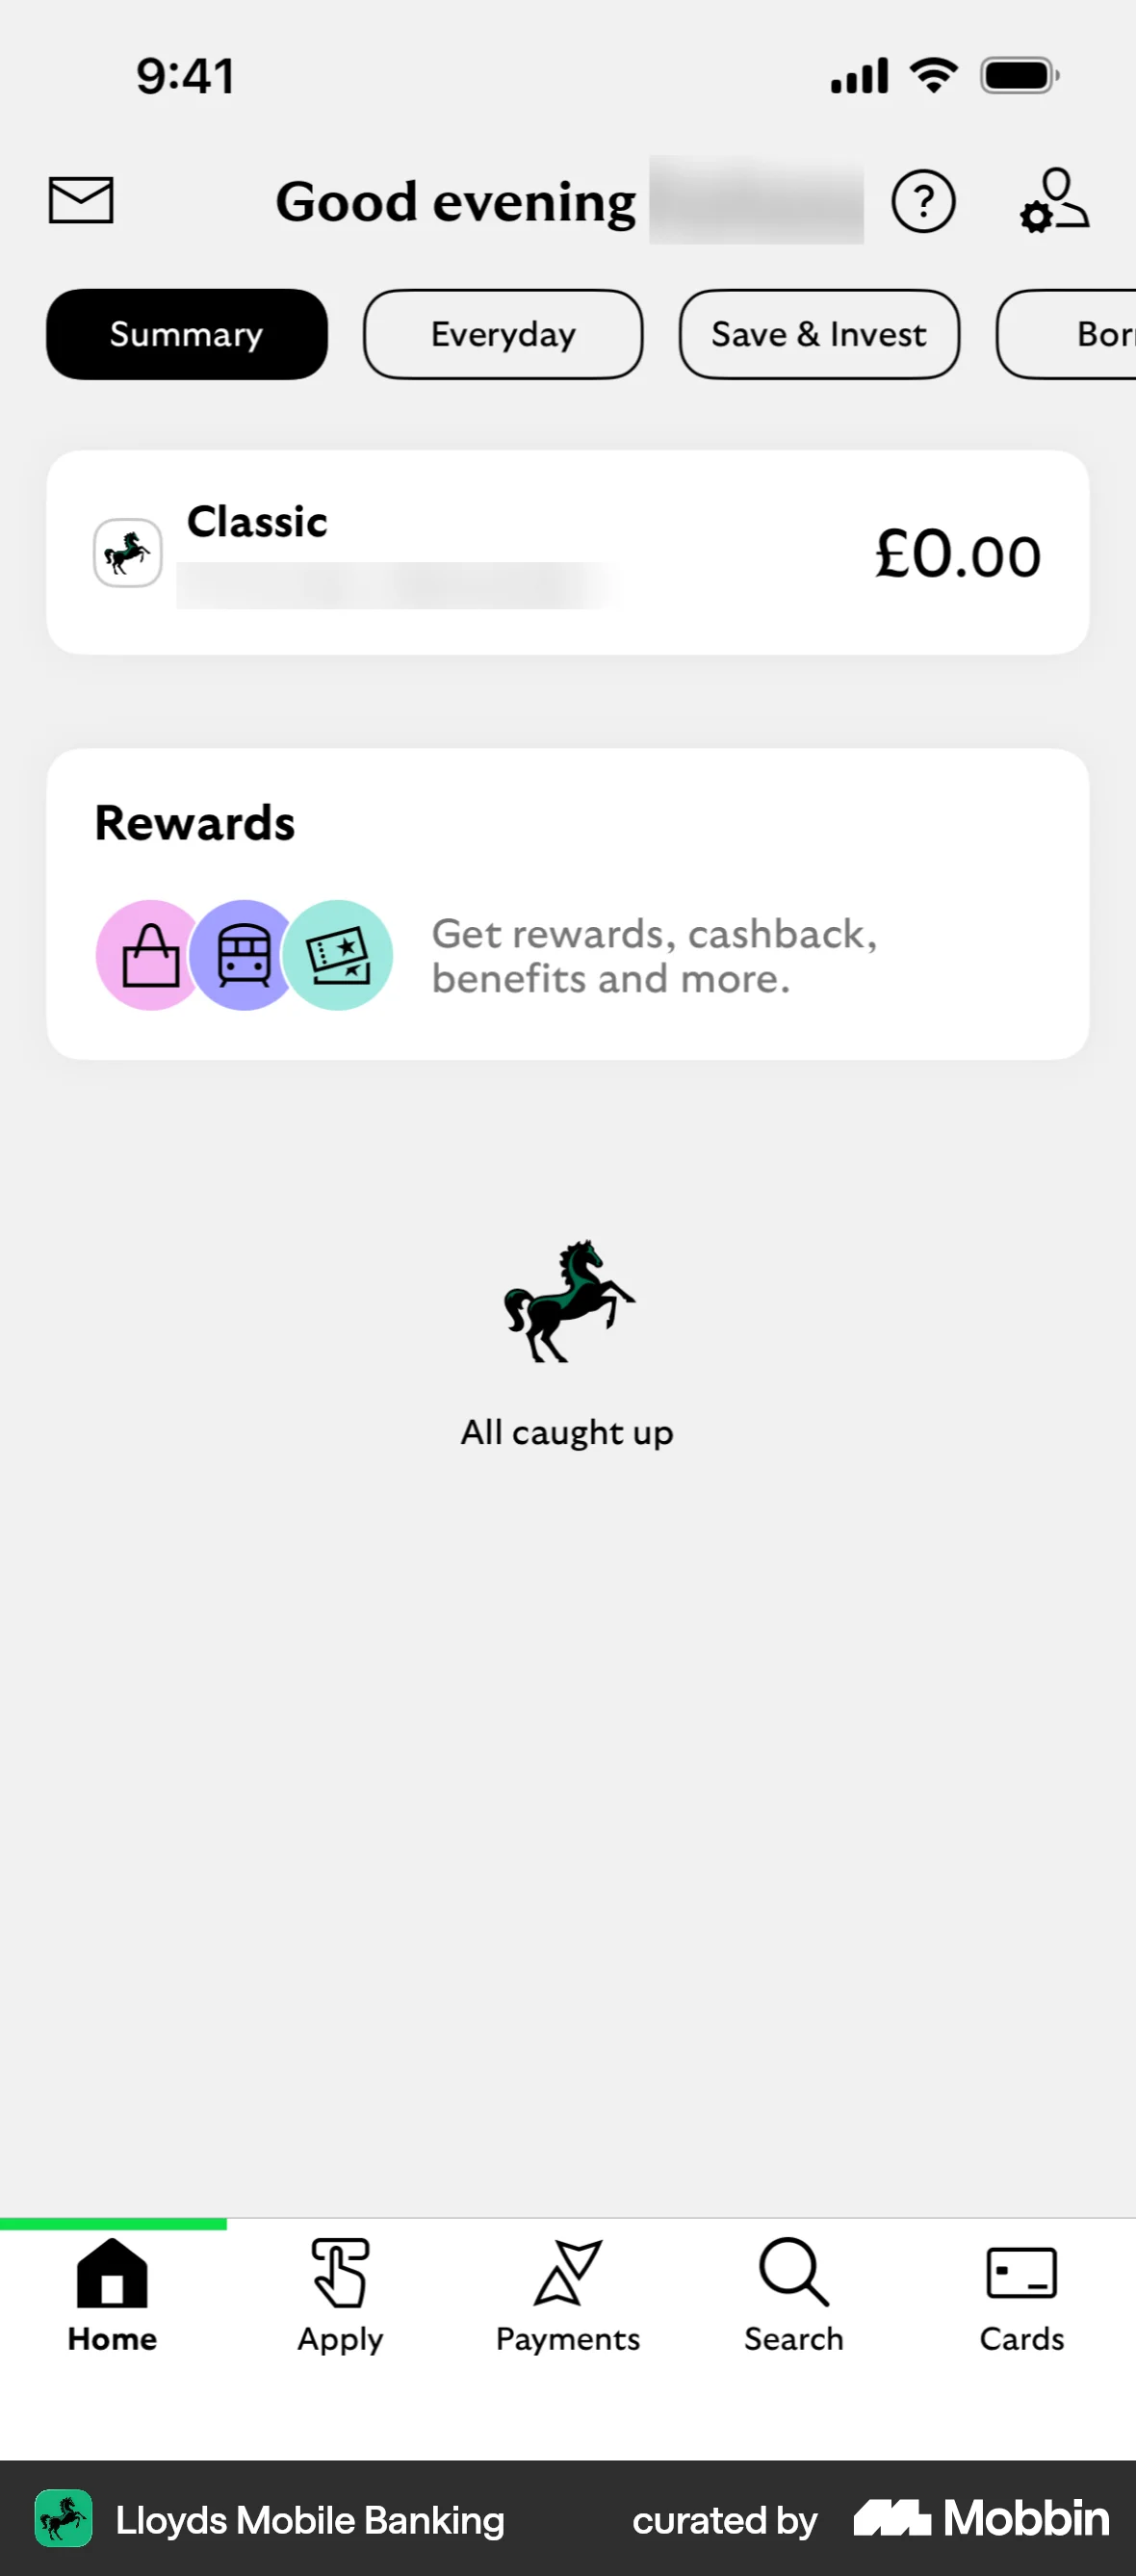 9:41
Good evening
Summary
Everyday
Save & Invest
Bor
Classic
£0.00
Rewards
Get rewards, cashback,
benefits and more.
All caught up
Home
Apply
Payments
Search
Cards
Lloyds Mobile Banking
curated by
Mobbin